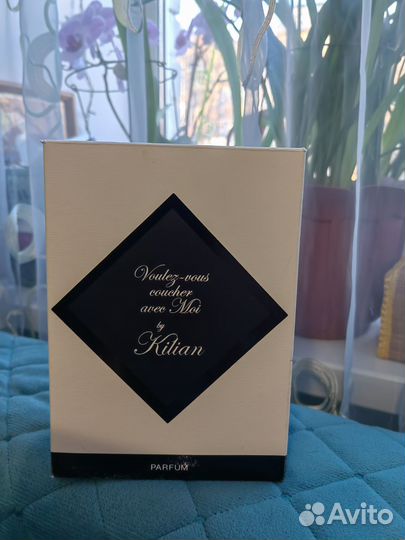 Voulez-vous
coucher
avec Moi
by
Kilian
PARFUM
Avito